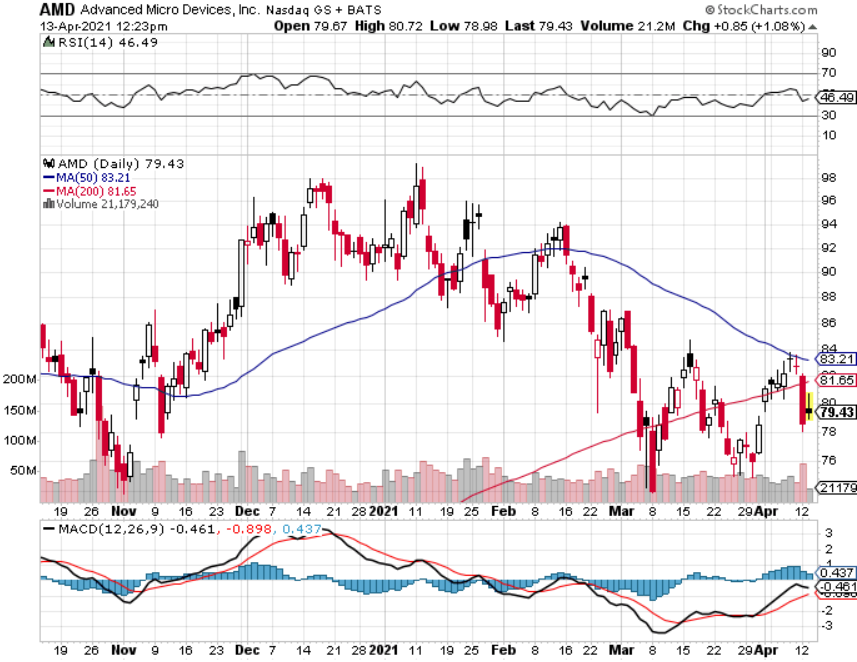 AMD Advanced Micro Devices, Inc. Nasdaq GS + BATS © StockCharts.com
13-Apr-2021 12:23pm Open 79.67 High 80.72 Low 78.98 Last 79.43 Volume 21.2M Chg +0.85 (+1.08%)
RSI(14) 46.49
90
70
46.49
30
10
AMD (Daily) 79.43
MA(50) 83.21
MA(200) 81.65
Volume 21,179,240
98
96
94
92
90
88
86
84
83.21
81.65
80
79.43
78
76
21179
200M
150M
100M
50M
19 26 Nov 9 16 23 Dec 7 14 21 28 2021 11 19 25 Feb 8 16 22 Mar 8 15 22 29 Apr 12
MACD(12,26,9) -0.461, -0.898, 0.437
3
2
1
0.437
-0.461
-2
-3
19 26 Nov 9 16 23 Dec 7 14 21 28 2021 11 19 25 Feb 8 16 22 Mar 8 15 22 29 Apr 12